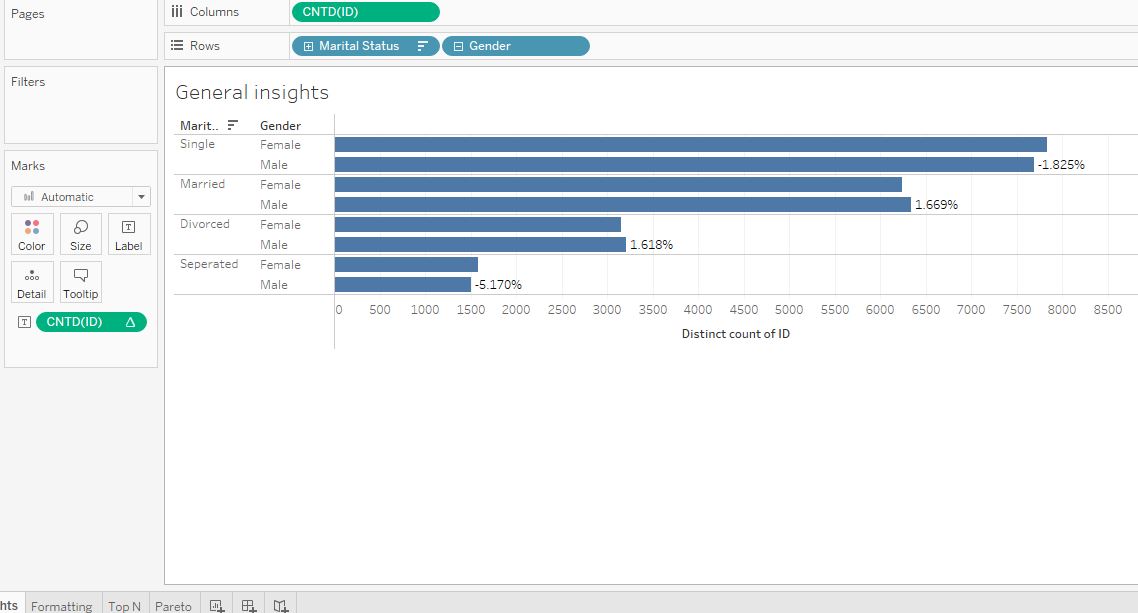 Pages
Columns CNTD(ID)
Rows Marital Status Gender
Filters
General insights
Marit.. Gender
Single Female
Male -1.825%
Married Female
Male 1.669%
Divorced Female
Male 1.618%
Seperated Female
Male -5.170%
0 500 1000 1500 2000 2500 3000 3500 4000 4500 5000 5500 6000 6500 7000 7500 8000 8500
Distinct count of ID
Marks
Automatic
Color Size Label
Detail Tooltip
T CNTD(ID) Δ
hts Formatting Top N Pareto